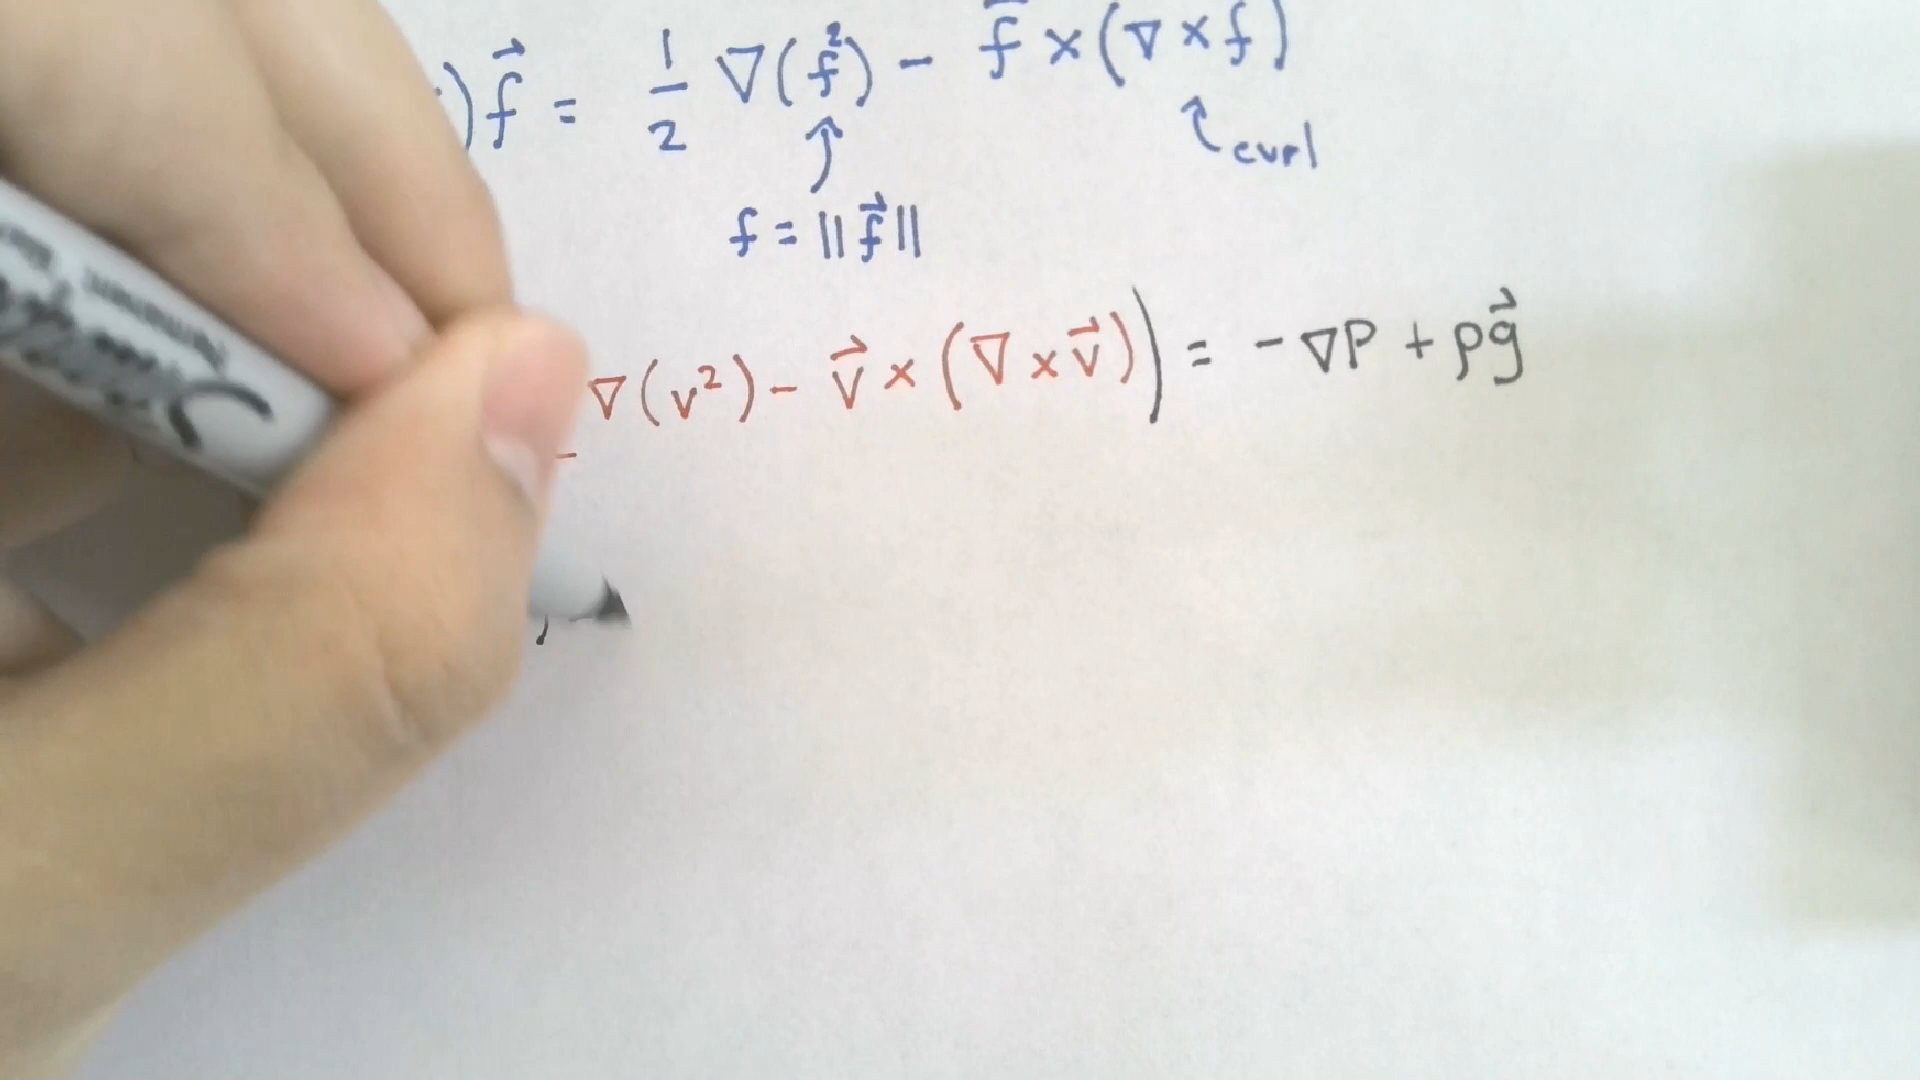 ·)f⃗ = 1/2 ∇(f²) - f⃗ × (∇ × f)
curl
f = ||f⃗||
∇(v²) - v⃗ × (∇ × v⃗)) = -∇P + ρg⃗